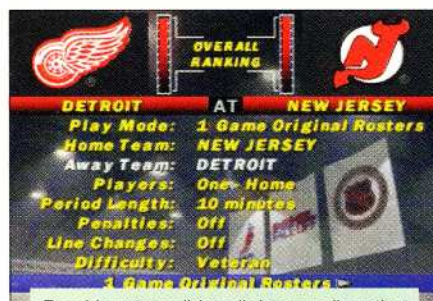 OVERALL
RANKING
DETROIT AT NEW JERSEY
Play Mode: 1 Game Original Rosters
Home Team: NEW JERSEY
Away Team: DETROIT
Players: One - Home
Period Length: 10 minutes
Penalties: Off
Line Changes: Off
Difficulty: Veteran
1 Game Original Rosters